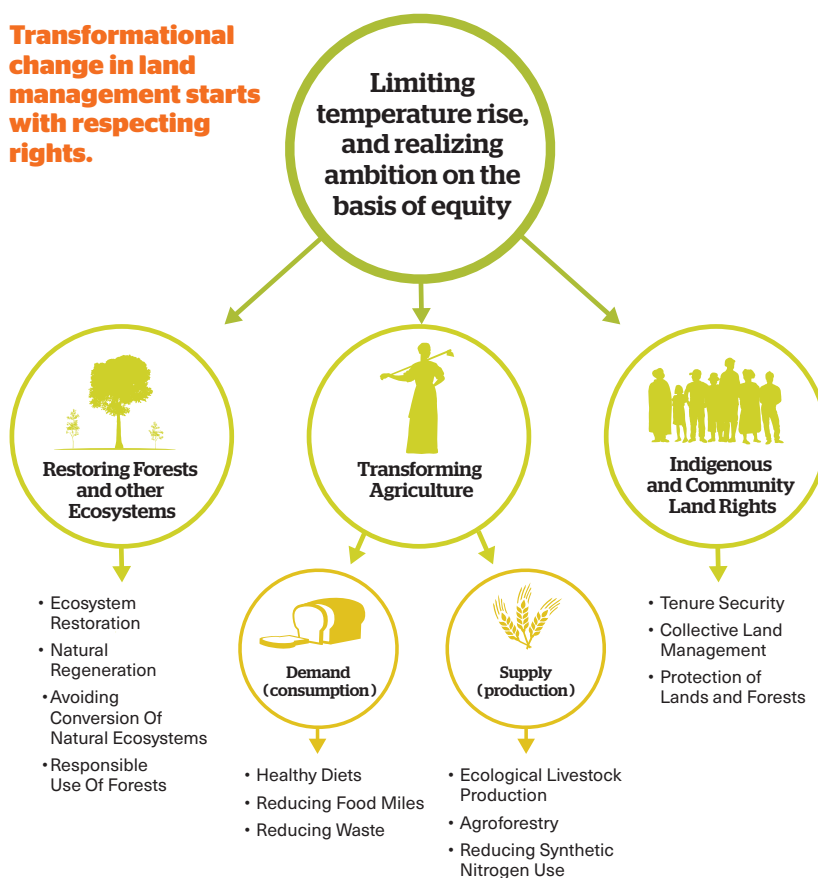 Transformational
change in land
management starts
with respecting
rights.
Limiting
temperature rise,
and realizing
ambition on the
basis of equity
Restoring Forests
and other
Ecosystems
Transforming
Agriculture
Indigenous
and Community
Land Rights
• Ecosystem
Restoration
• Natural
Regeneration
• Avoiding
Conversion Of
Natural Ecosystems
• Responsible
Use Of Forests
Demand
(consumption)
Supply
(production)
• Tenure Security
• Collective Land
Management
• Protection of
Lands and Forests
• Healthy Diets
• Reducing Food Miles
• Reducing Waste
• Ecological Livestock
Production
• Agroforestry
• Reducing Synthetic
Nitrogen Use